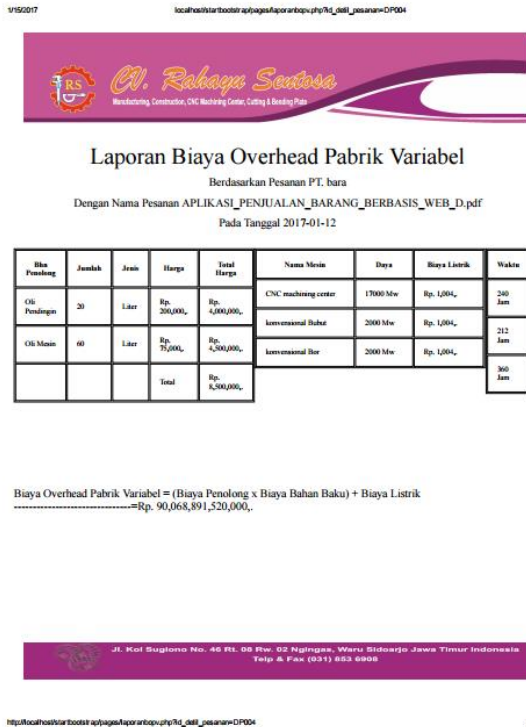 1/15/2017 localhost/startbootstrap/pages/laporanbopv.php?id_detil_pesanan=DP004
RS
CV. Rahayu Sentosa
Manufacturing, Construction, CNC Machining Center, Cutting & Bending Plate
Laporan Biaya Overhead Pabrik Variabel
Berdasarkan Pesanan PT. bara
Dengan Nama Pesanan APLIKASI_PENJUALAN_BARANG_BERBASIS_WEB_D.pdf
Pada Tanggal 2017-01-12
Bhn Penolong Jumlah Jenis Harga Total Harga
Oli Pendingin 20 Liter Rp. 200,000,. Rp. 4,000,000,.
Oli Mesin 60 Liter Rp. 75,000,. Rp. 4,500,000,.
Total Rp. 8,500,000,.
Nama Mesin Daya Biaya Listrik
CNC machining center 17000 Mw Rp. 1,004,.
konvensional Bubut 2000 Mw Rp. 1,004,.
konvensional Bor 2000 Mw Rp. 1,004,.
Waktu
240 Jam
212 Jam
360 Jam
Biaya Overhead Pabrik Variabel = (Biaya Penolong x Biaya Bahan Baku) + Biaya Listrik
-------------------------------=Rp. 90,068,891,520,000,.
Jl. Kol Sugiono No. 46 Rt. 08 Rw. 02 Ngingas, Waru Sidoarjo Jawa Timur Indonesia
Telp & Fax (031) 853 6908
http://localhost/startbootstrap/pages/laporanbopv.php?id_detil_pesanan=DP004